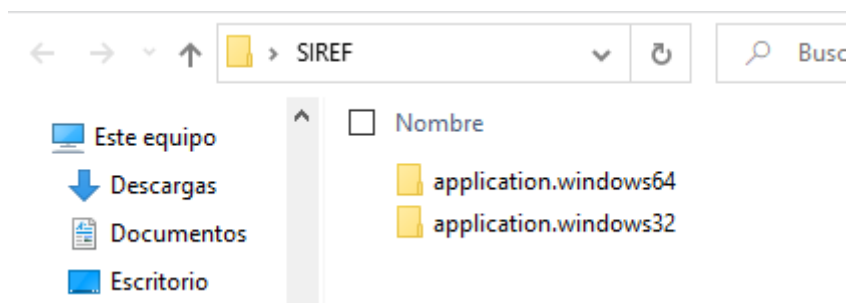 SIREF
Busc
Este equipo
Descargas
Documentos
Escritorio
Nombre
application.windows64
application.windows32